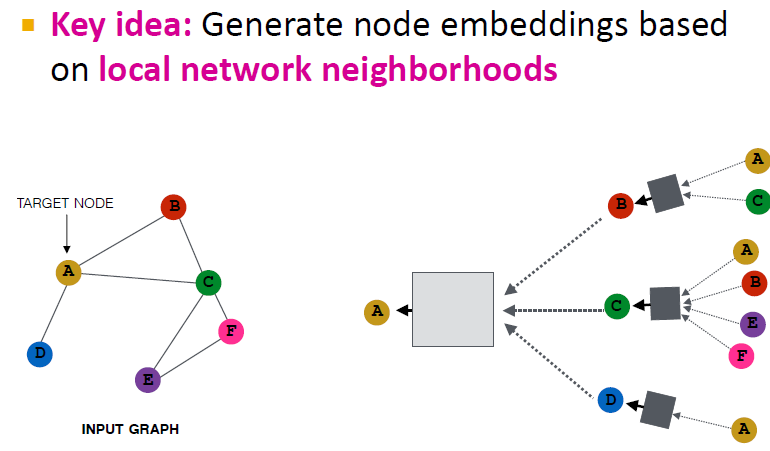 Key idea: Generate node embeddings based
on local network neighborhoods
TARGET NODE
A
B
C
D
E
F
INPUT GRAPH
A
B
C
D
A
C
A
B
E
F
A